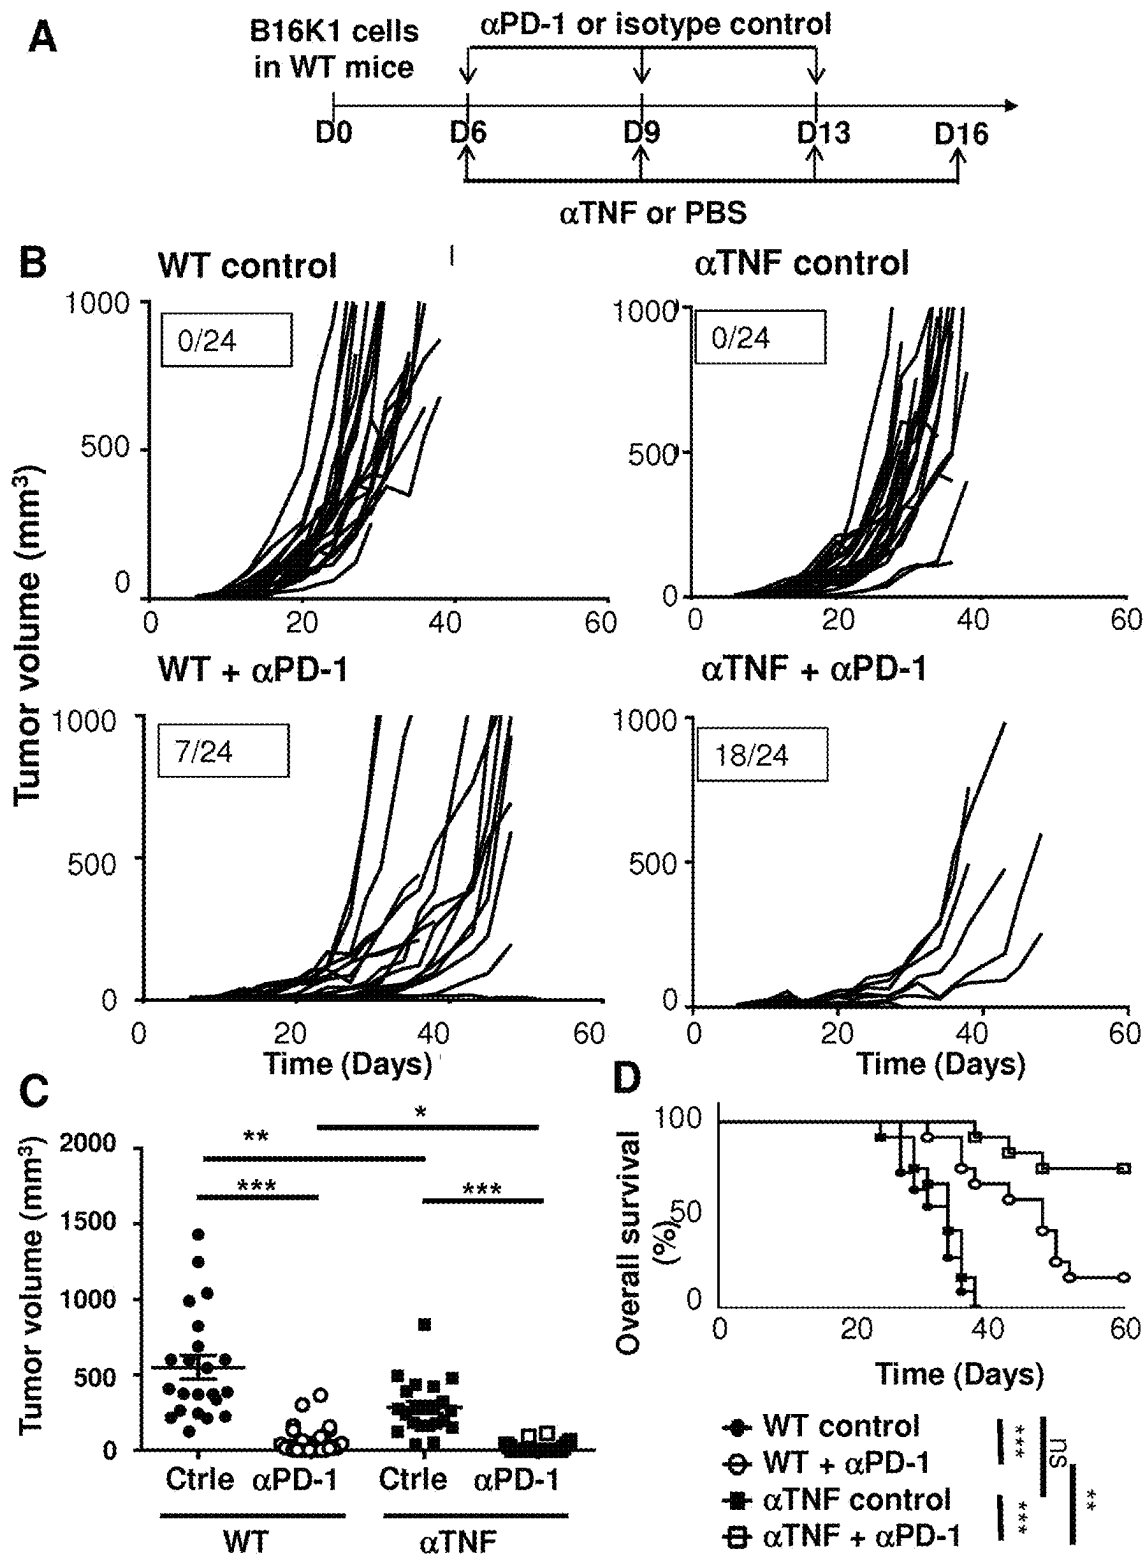 A
B16K1 cells
in WT mice
αPD-1 or isotype control
D0 D6 D9 D13 D16
αTNF or PBS
B
WT control
αTNF control
Tumor volume (mm³)
1000
500
0
0/24
0 20 40 60
1000
500
0
0/24
0 20 40 60
WT + αPD-1
αTNF + αPD-1
1000
500
0
7/24
0 20 40 60
Time (Days)
1000
500
0
18/24
0 20 40 60
Time (Days)
C
Tumor volume (mm³)
2000
1500
1000
500
0
*
**
***
***
Ctrle αPD-1 Ctrle αPD-1
WT αTNF
D
Overall survival
(%)
100
50
0
0 20 40 60
Time (Days)
WT control
WT + αPD-1
αTNF control
αTNF + αPD-1
***
***
ns
**